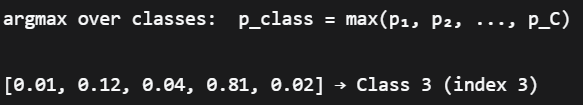 argmax over classes:  p_class = max(p₁, p₂, ..., p_C)
[0.01, 0.12, 0.04, 0.81, 0.02] → Class 3 (index 3)